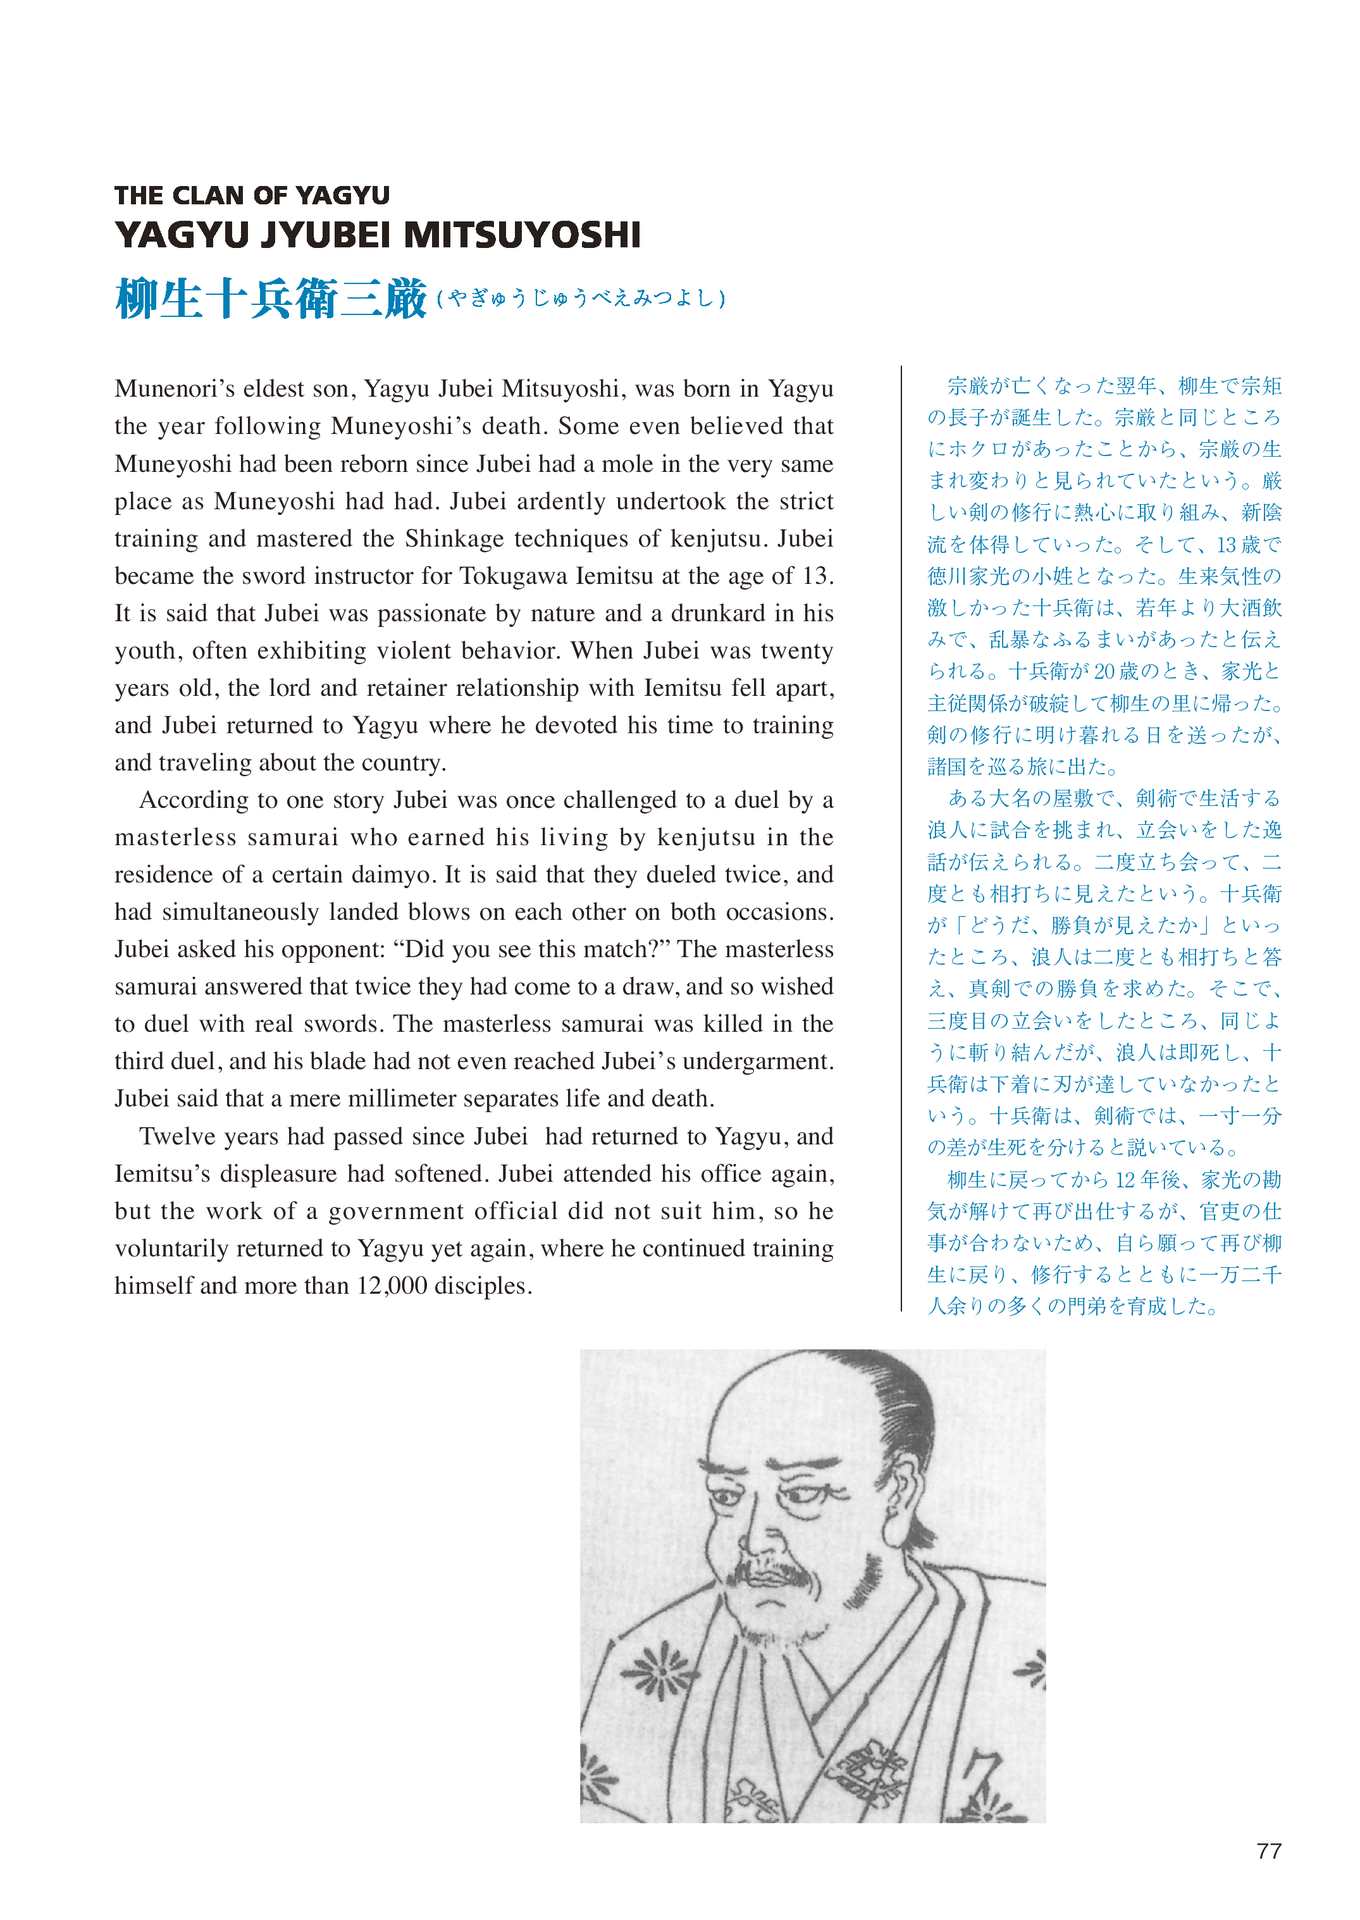 THE CLAN OF YAGYU
YAGYU JYUBEI MITSUYOSHI
柳生十兵衛三厳 (やぎゅうじゅうべえみつよし)
Munenori’s eldest son, Yagyu Jubei Mitsuyoshi, was born in Yagyu
the year following Muneyoshi’s death. Some even believed that
Muneyoshi had been reborn since Jubei had a mole in the very same
place as Muneyoshi had had. Jubei ardently undertook the strict
training and mastered the Shinkage techniques of kenjutsu. Jubei
became the sword instructor for Tokugawa Iemitsu at the age of 13.
It is said that Jubei was passionate by nature and a drunkard in his
youth, often exhibiting violent behavior. When Jubei was twenty
years old, the lord and retainer relationship with Iemitsu fell apart,
and Jubei returned to Yagyu where he devoted his time to training
and traveling about the country.
According to one story Jubei was once challenged to a duel by a
masterless samurai who earned his living by kenjutsu in the
residence of a certain daimyo. It is said that they dueled twice, and
had simultaneously landed blows on each other on both occasions.
Jubei asked his opponent: “Did you see this match?” The masterless
samurai answered that twice they had come to a draw, and so wished
to duel with real swords. The masterless samurai was killed in the
third duel, and his blade had not even reached Jubei’s undergarment.
Jubei said that a mere millimeter separates life and death.
Twelve years had passed since Jubei had returned to Yagyu, and
Iemitsu’s displeasure had softened. Jubei attended his office again,
but the work of a government official did not suit him, so he
voluntarily returned to Yagyu yet again, where he continued training
himself and more than 12,000 disciples.
宗厳が亡くなった翌年、柳生で宗矩
の長子が誕生した。宗厳と同じところ
にホクロがあったことから、宗厳の生
まれ変わりと見られていたという。厳
しい剣の修行に熱心に取り組み、新陰
流を体得していった。そして、13歳で
徳川家光の小姓となった。生来気性の
激しかった十兵衛は、若年より大酒飲
みで、乱暴なふるまいがあったと伝え
られる。十兵衛が20歳のとき、家光と
主従関係が破綻して柳生の里に帰った。
剣の修行に明け暮れる日を送ったが、
諸国を巡る旅に出た。
ある大名の屋敷で、剣術で生活する
浪人に試合を挑まれ、立会いをした逸
話が伝えられる。二度立ち会って、二
度とも相打ちに見えたという。十兵衛
が「どうだ、勝負が見えたか」といっ
たところ、浪人は二度とも相打ちと答
え、真剣での勝負を求めた。そこで、
三度目の立会いをしたところ、同じよ
うに斬り結んだが、浪人は即死し、十
兵衛は下着に刃が達していなかったと
いう。十兵衛は、剣術では、一寸一分
の差が生死を分けると説いている。
柳生に戻ってから12年後、家光の勘
気が解けて再び出仕するが、官吏の仕
事が合わないため、自ら願って再び柳
生に戻り、修行するとともに一万二千
人余りの多くの門弟を育成した。
77